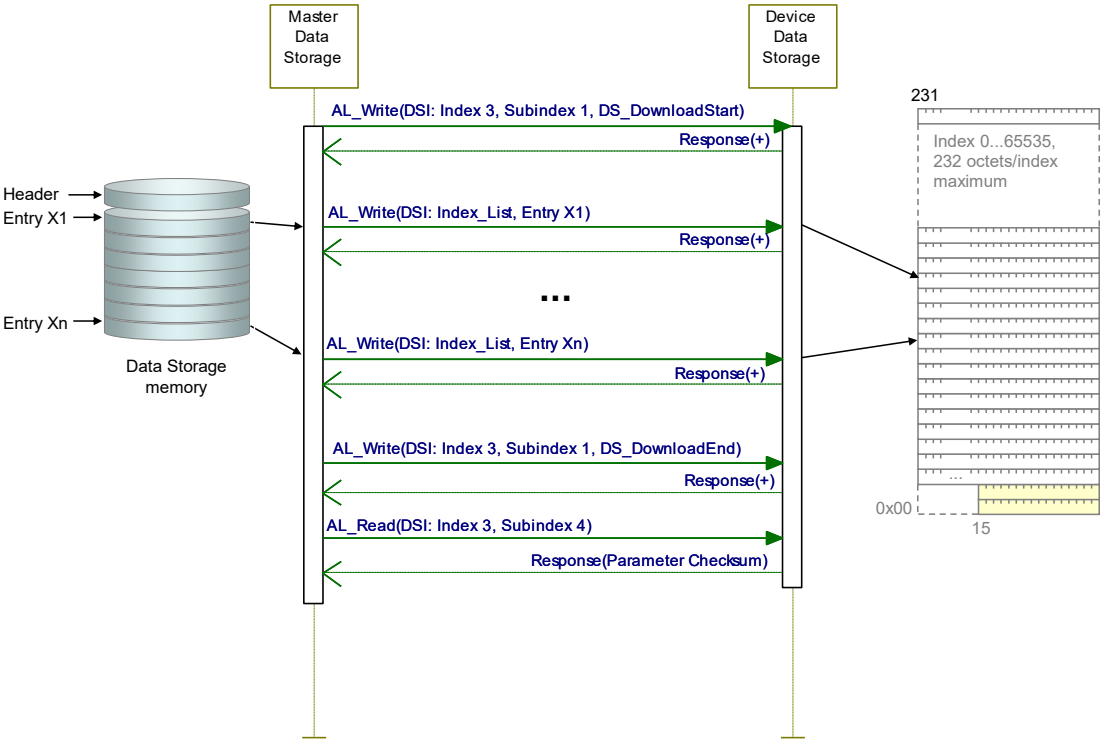 Master
Data
Storage
Device
Data
Storage
231
AL_Write(DSI: Index 3, Subindex 1, DS_DownloadStart)
Response(+)
Index 0...65535,
232 octets/index
maximum
Header
Entry X1
AL_Write(DSI: Index_List, Entry X1)
Response(+)
...
Entry Xn
AL_Write(DSI: Index_List, Entry Xn)
Response(+)
Data Storage
memory
AL_Write(DSI: Index 3, Subindex 1, DS_DownloadEnd)
Response(+)
...
0x00
15
AL_Read(DSI: Index 3, Subindex 4)
Response(Parameter Checksum)